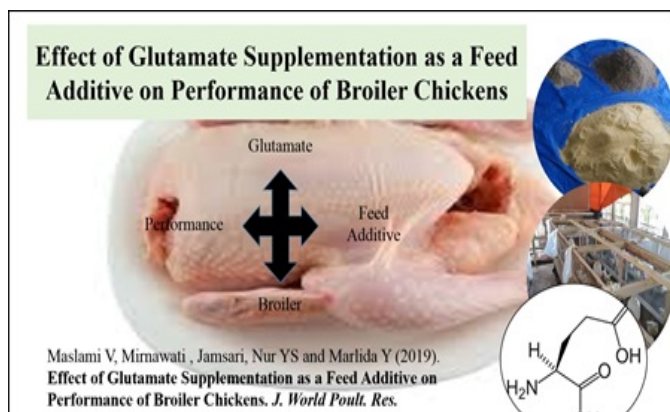 Effect of Glutamate Supplementation as a Feed
Additive on Performance of Broiler Chickens
Glutamate
Performance
Feed
Additive
Broiler
H
OH
O
H₂N
Maslami V, Mirnawati , Jamsari, Nur YS and Marlida Y (2019).
Effect of Glutamate Supplementation as a Feed Additive on
Performance of Broiler Chickens. J. World Poult. Res.